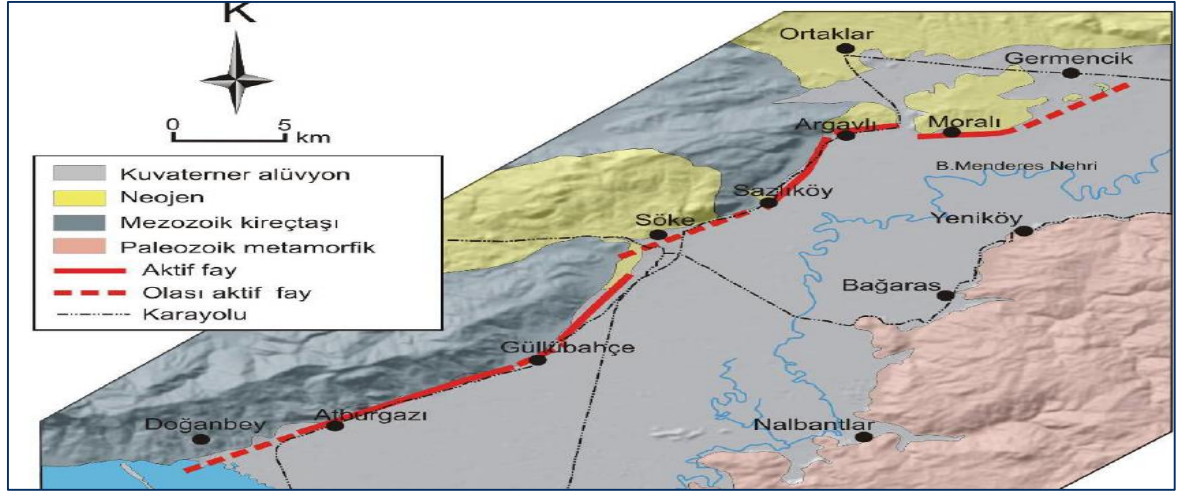 K
0 5
km
Kuvaterner alüvyon
Neojen
Mezozoik kireçtaşı
Paleozoik metamorfik
Aktif fay
Olası aktif fay
Karayolu
Ortaklar
Germencik
Argavlı
Moralı
B.Menderes Nehri
Sazlıköy
Söke
Yeniköy
Bağaras
Güllübahçe
Doğanbey
Atburgazı
Nalbantlar